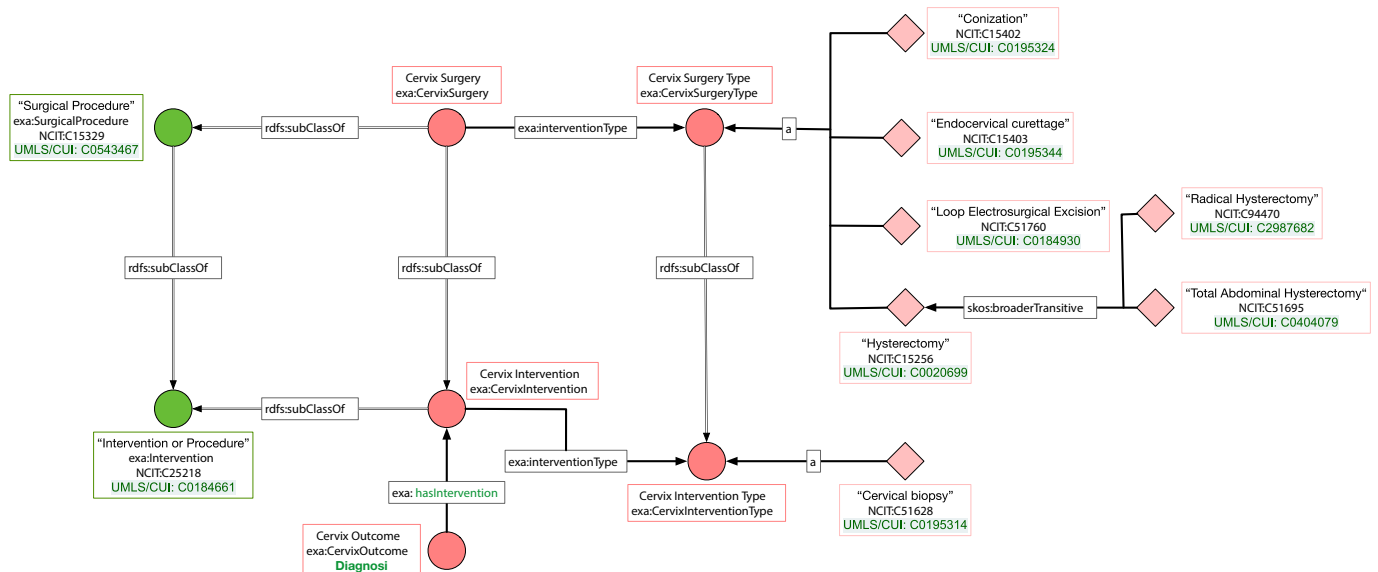 “Conization”
NCIT:C15402
UMLS/CUI: C0195324
Cervix Surgery
exa:CervixSurgery
Cervix Surgery Type
exa:CervixSurgeryType
“Surgical Procedure”
exa:SurgicalProcedure
NCIT:C15329
UMLS/CUI: C0543467
rdfs:subClassOf
exa:interventionType
a
“Endocervical curettage”
NCIT:C15403
UMLS/CUI: C0195344
“Loop Electrosurgical Excision”
NCIT:C51760
UMLS/CUI: C0184930
“Radical Hysterectomy”
NCIT:C94470
UMLS/CUI: C2987682
rdfs:subClassOf
rdfs:subClassOf
rdfs:subClassOf
skos:broaderTransitive
“Total Abdominal Hysterectomy“
NCIT:C51695
UMLS/CUI: C0404079
“Hysterectomy”
NCIT:C15256
UMLS/CUI: C0020699
Cervix Intervention
exa:CervixIntervention
rdfs:subClassOf
“Intervention or Procedure”
exa:Intervention
NCIT:C25218
UMLS/CUI: C0184661
exa:interventionType
a
exa: hasIntervention
Cervix Intervention Type
exa:CervixInterventionType
“Cervical biopsy”
NCIT:C51628
UMLS/CUI: C0195314
Cervix Outcome
exa:CervixOutcome
Diagnosi